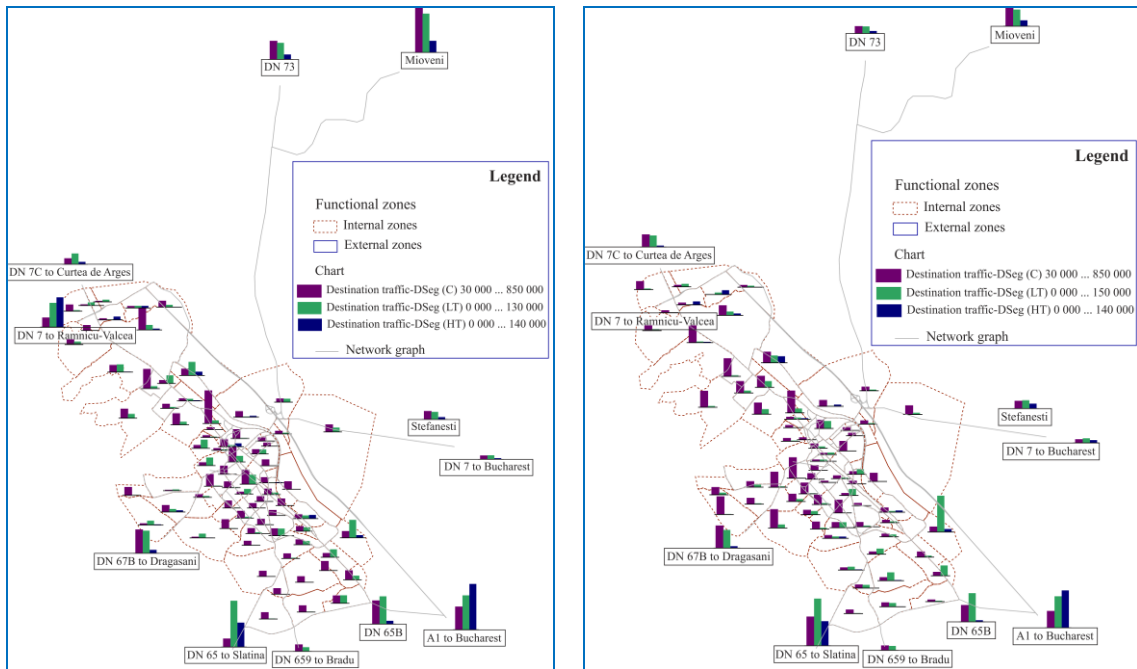 DN 73
Mioveni
Legend
Functional zones
Internal zones
External zones
Chart
Destination traffic-DSeg (C) 30 000 ... 850 000
Destination traffic-DSeg (LT) 0 000 ... 130 000
Destination traffic-DSeg (HT) 0 000 ... 140 000
Network graph
DN 7C to Curtea de Arges
DN 7 to Ramnicu-Valcea
Stefanesti
DN 7 to Bucharest
DN 67B to Dragasani
DN 65B
A1 to Bucharest
DN 65 to Slatina
DN 659 to Bradu
DN 73
Mioveni
Legend
Functional zones
Internal zones
External zones
Chart
Destination traffic-DSeg (C) 30 000 ... 850 000
Destination traffic-DSeg (LT) 0 000 ... 150 000
Destination traffic-DSeg (HT) 0 000 ... 140 000
Network graph
DN 7C to Curtea de Arges
DN 7 to Ramnicu-Valcea
Stefanesti
DN 7 to Bucharest
DN 67B to Dragasani
DN 65B
A1 to Bucharest
DN 65 to Slatina
DN 659 to Bradu